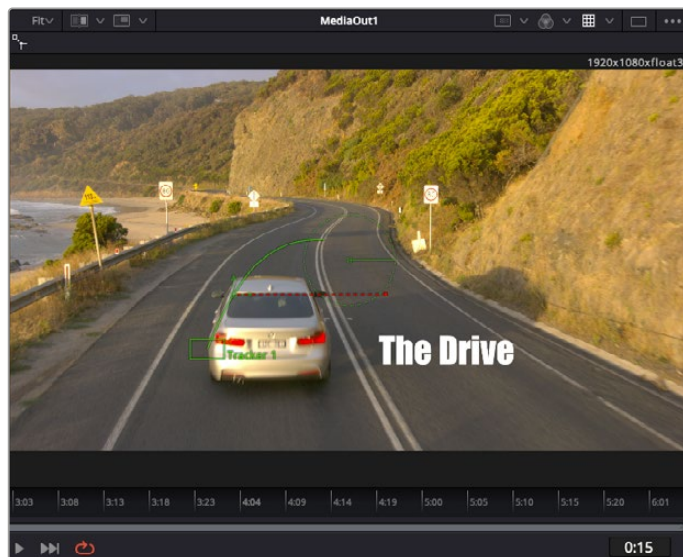 Fit
MediaOut1
1920x1080xfloat3
Tracker 1
The Drive
3:03 3:08 3:13 3:18 3:23 4:04 4:09 4:14 4:19 5:00 5:05 5:10 5:15 5:20 6:01
0:15